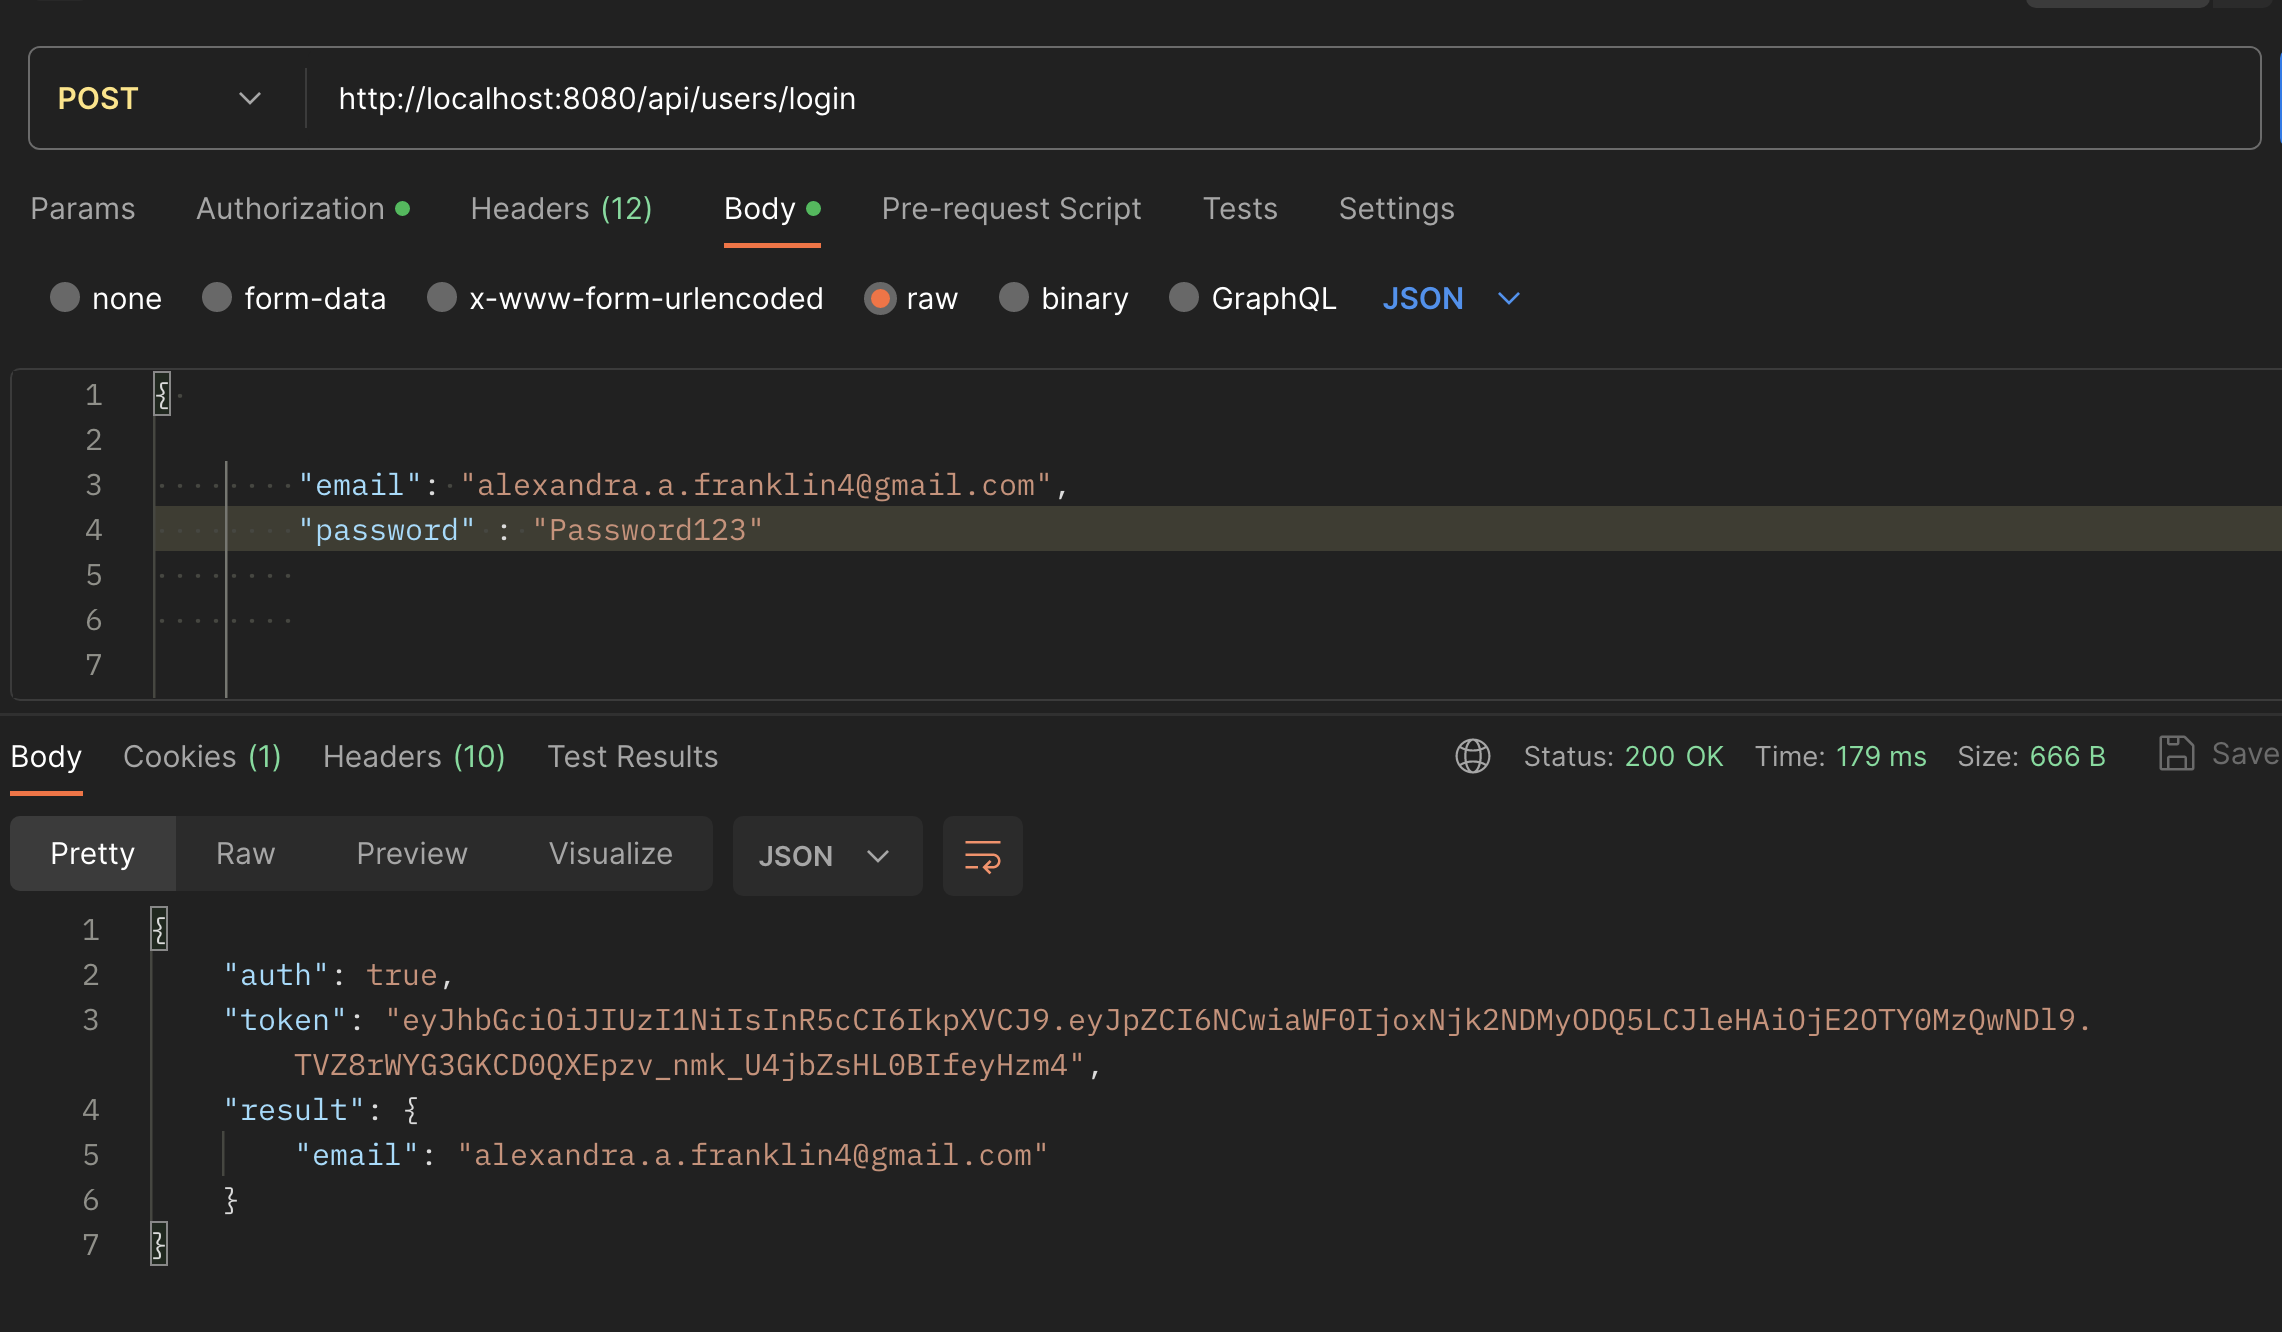 POST http://localhost:8080/api/users/login
Params Authorization Headers (12) Body Pre-request Script Tests Settings
none form-data x-www-form-urlencoded raw binary GraphQL JSON
1 {
2
3 "email": "alexandra.a.franklin4@gmail.com",
4 "password" : "Password123"
5
6
7
Body Cookies (1) Headers (10) Test Results Status: 200 OK Time: 179 ms Size: 666 B Save
Pretty Raw Preview Visualize JSON
1 {
2 "auth": true,
3 "token": "eyJhbGciOiJIUzI1NiIsInR5cCI6IkpXVCJ9.eyJpZCI6NCwiaWF0IjoxNjk2NDMyODQ5LCJleHAiOjE2OTY0MzQwNDl9.
TVZ8rWYG3GKCD0QXEpzv_nmk_U4jbZsHL0BIfeyHzm4",
4 "result": {
5 "email": "alexandra.a.franklin4@gmail.com"
6 }
7 }